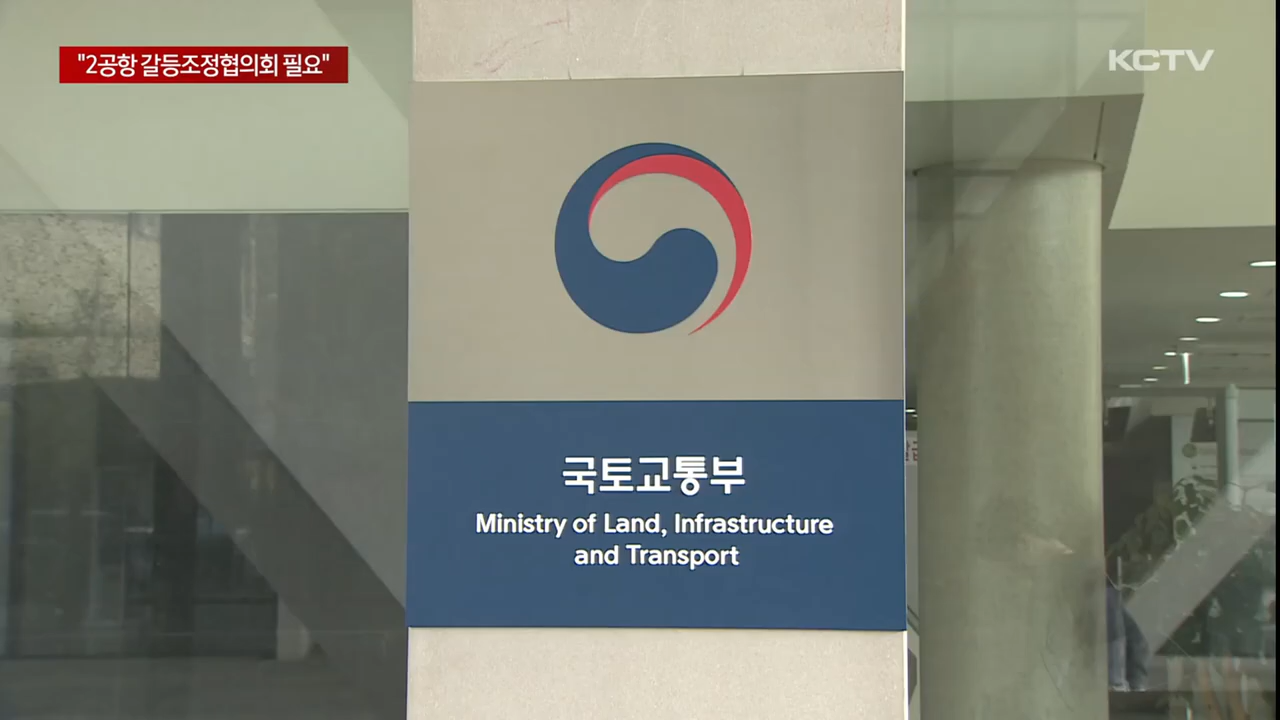 "2공항 갈등조정협의회 필요"
KCTV
국토교통부
Ministry of Land, Infrastructure
and Transport